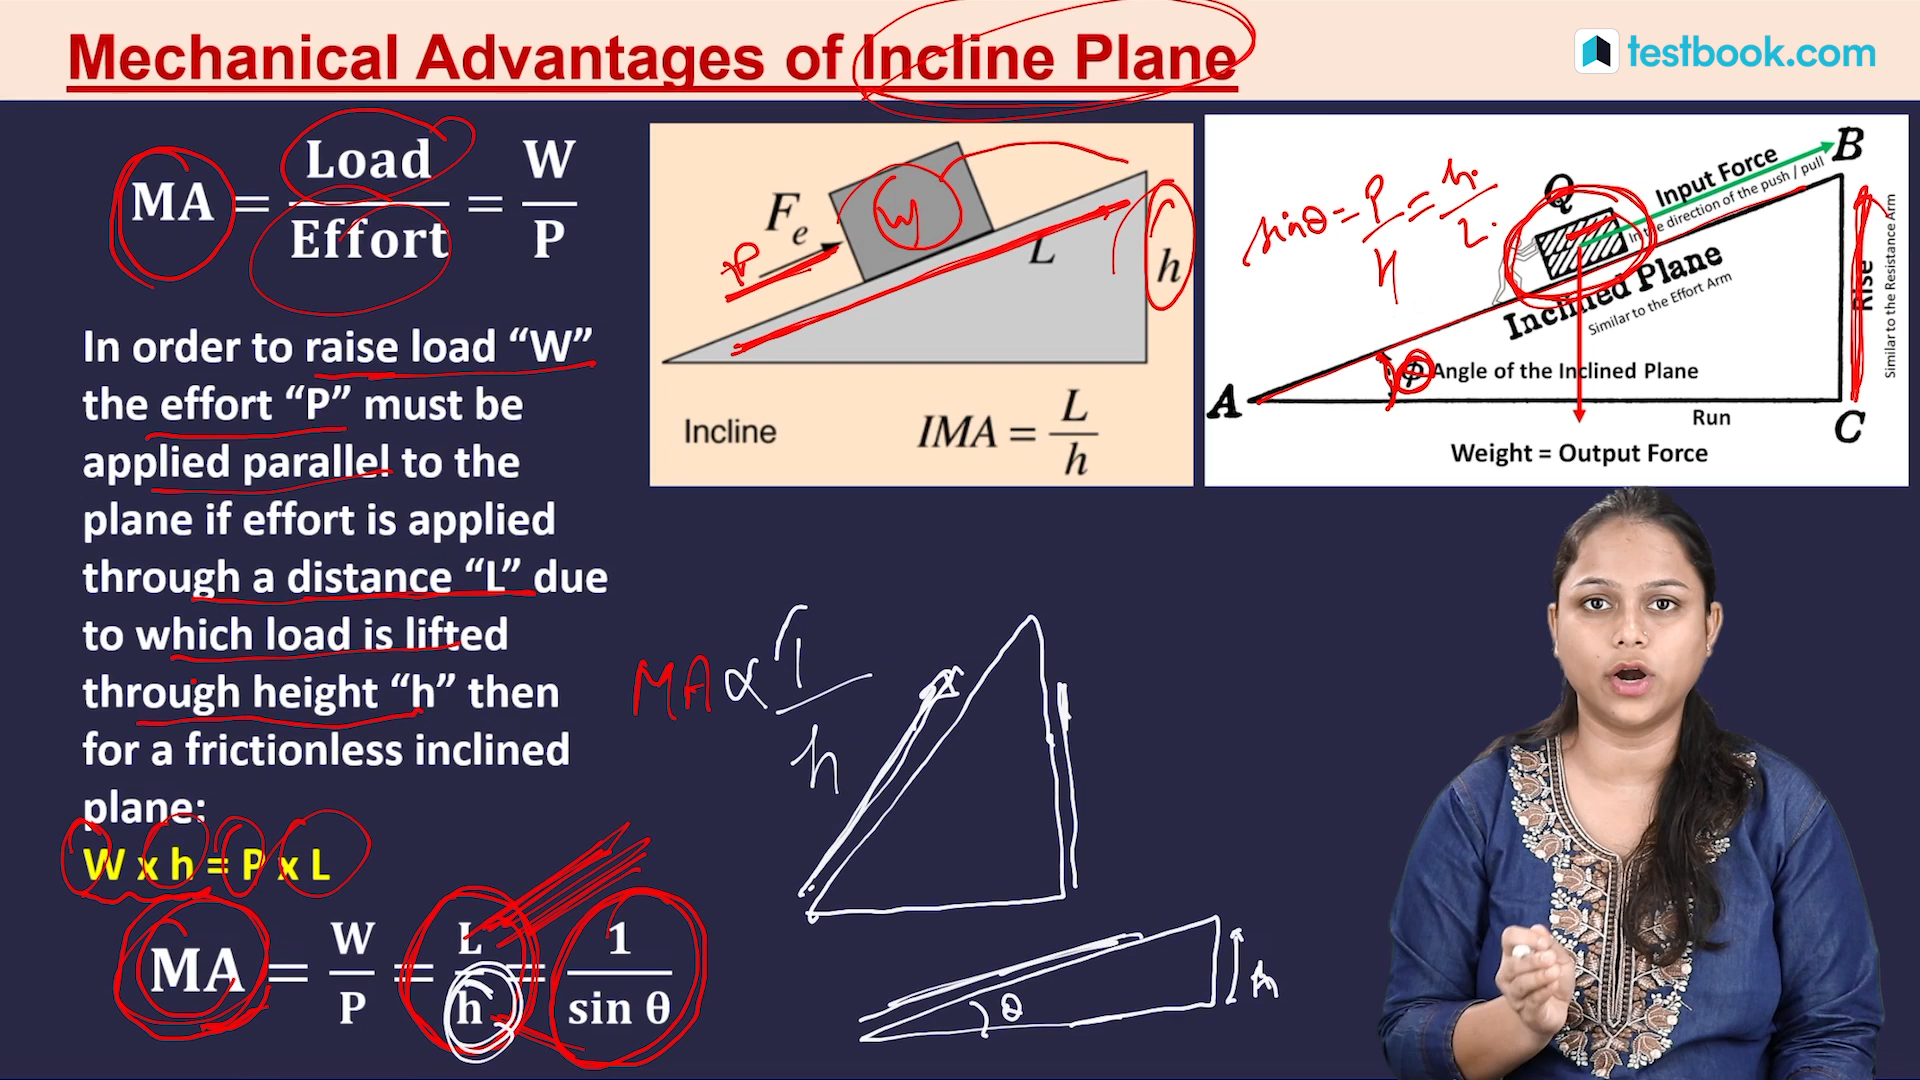 Mechanical Advantages of Incline Plane
testbook.com
MA = Load / Effort = W / P
In order to raise load “W”
the effort “P” must be
applied parallel to the
plane if effort is applied
through a distance “L” due
to which load is lifted
through height “h” then
for a frictionless inclined
plane:
W x h = P x L
MA = W / P = L / h = 1 / sin θ
Fe
P
W
L
h
Incline
IMA = L / h
sinθ = P / H = h / L
Q
B
Input Force
In the direction of the push / pull
Inclined Plane
Similar to the Effort Arm
Rise
Similar to the Resistance Arm
A
Angle of the Inclined Plane
Run
C
Weight = Output Force
MA ∝ 1 / h
θ
h